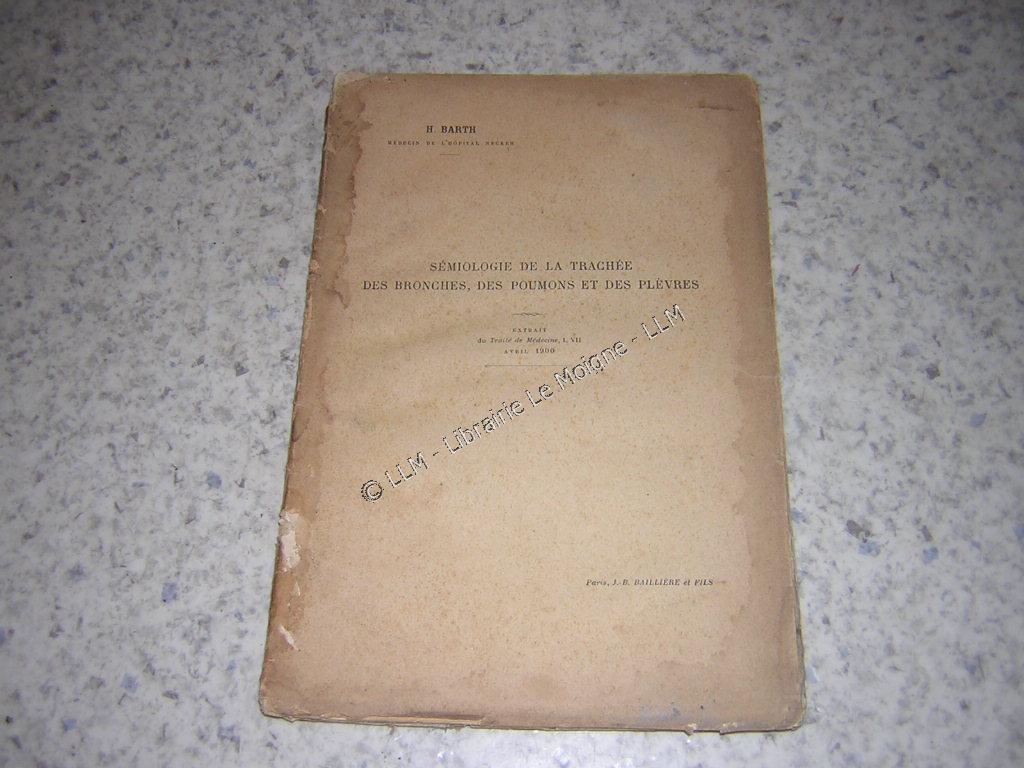 H. BARTH
MÉDECIN DE L'HÔPITAL NECKER
SÉMIOLOGIE DE LA TRACHÉE
DES BRONCHES, DES POUMONS ET DES PLÈVRES
EXTRAIT
du Traité de Médecine, t. VII
AVRIL 1900
© LLM - Librairie Le Moigne - LLM
Paris, J.-B. BAILLIÈRE et FILS